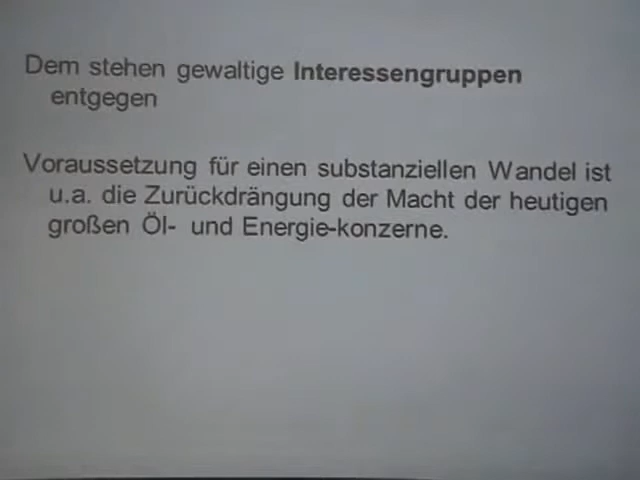 Dem stehen gewaltige Interessengruppen
entgegen
Voraussetzung für einen substanziellen Wandel ist
u.a. die Zurückdrängung der Macht der heutigen
großen Öl- und Energie-konzerne.